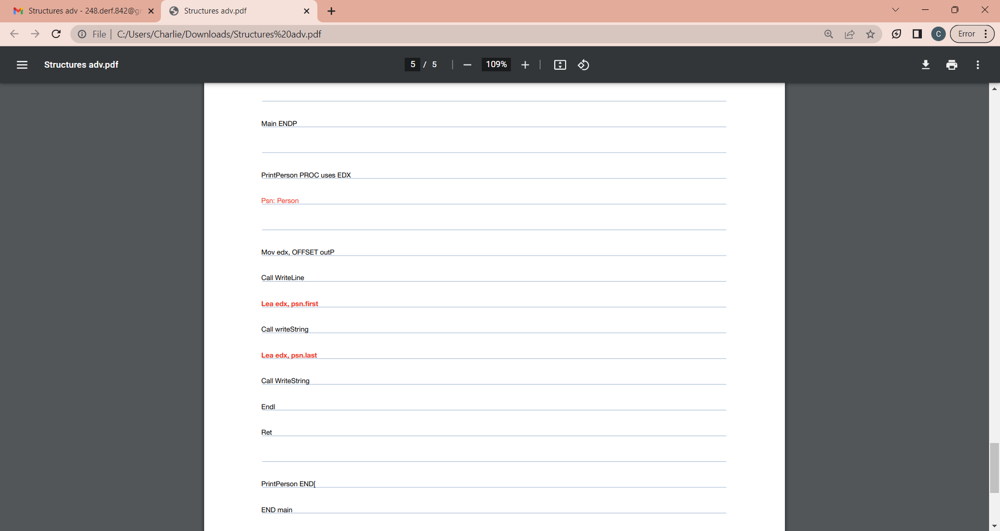 Structures adv - 248.derf.842@gr
Structures adv.pdf
File
C:/Users/Charlie/Downloads/Structures%20adv.pdf
C
Error
Structures adv.pdf
5 / 5
109%
Main ENDP
PrintPerson PROC uses EDX
Psn: Person
Mov edx, OFFSET outP
Call WriteLine
Lea edx, psn.first
Call writeString
Lea edx, psn.last
Call WriteString
Endl
Ret
PrintPerson END[
END main